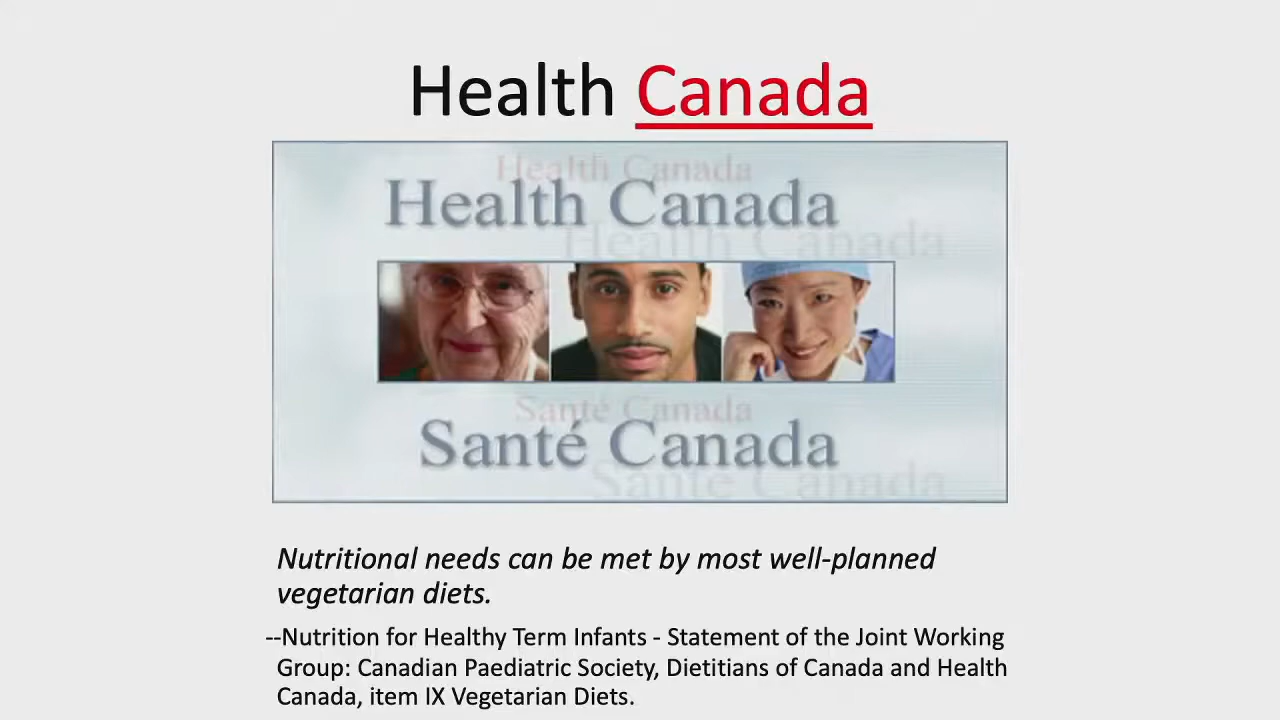 Health Canada
Health Canada
Health Canada
Health Canada
Santé Canada
Santé Canada
Santé Canada
Nutritional needs can be met by most well-planned
vegetarian diets.
--Nutrition for Healthy Term Infants - Statement of the Joint Working
Group: Canadian Paediatric Society, Dietitians of Canada and Health
Canada, item IX Vegetarian Diets.